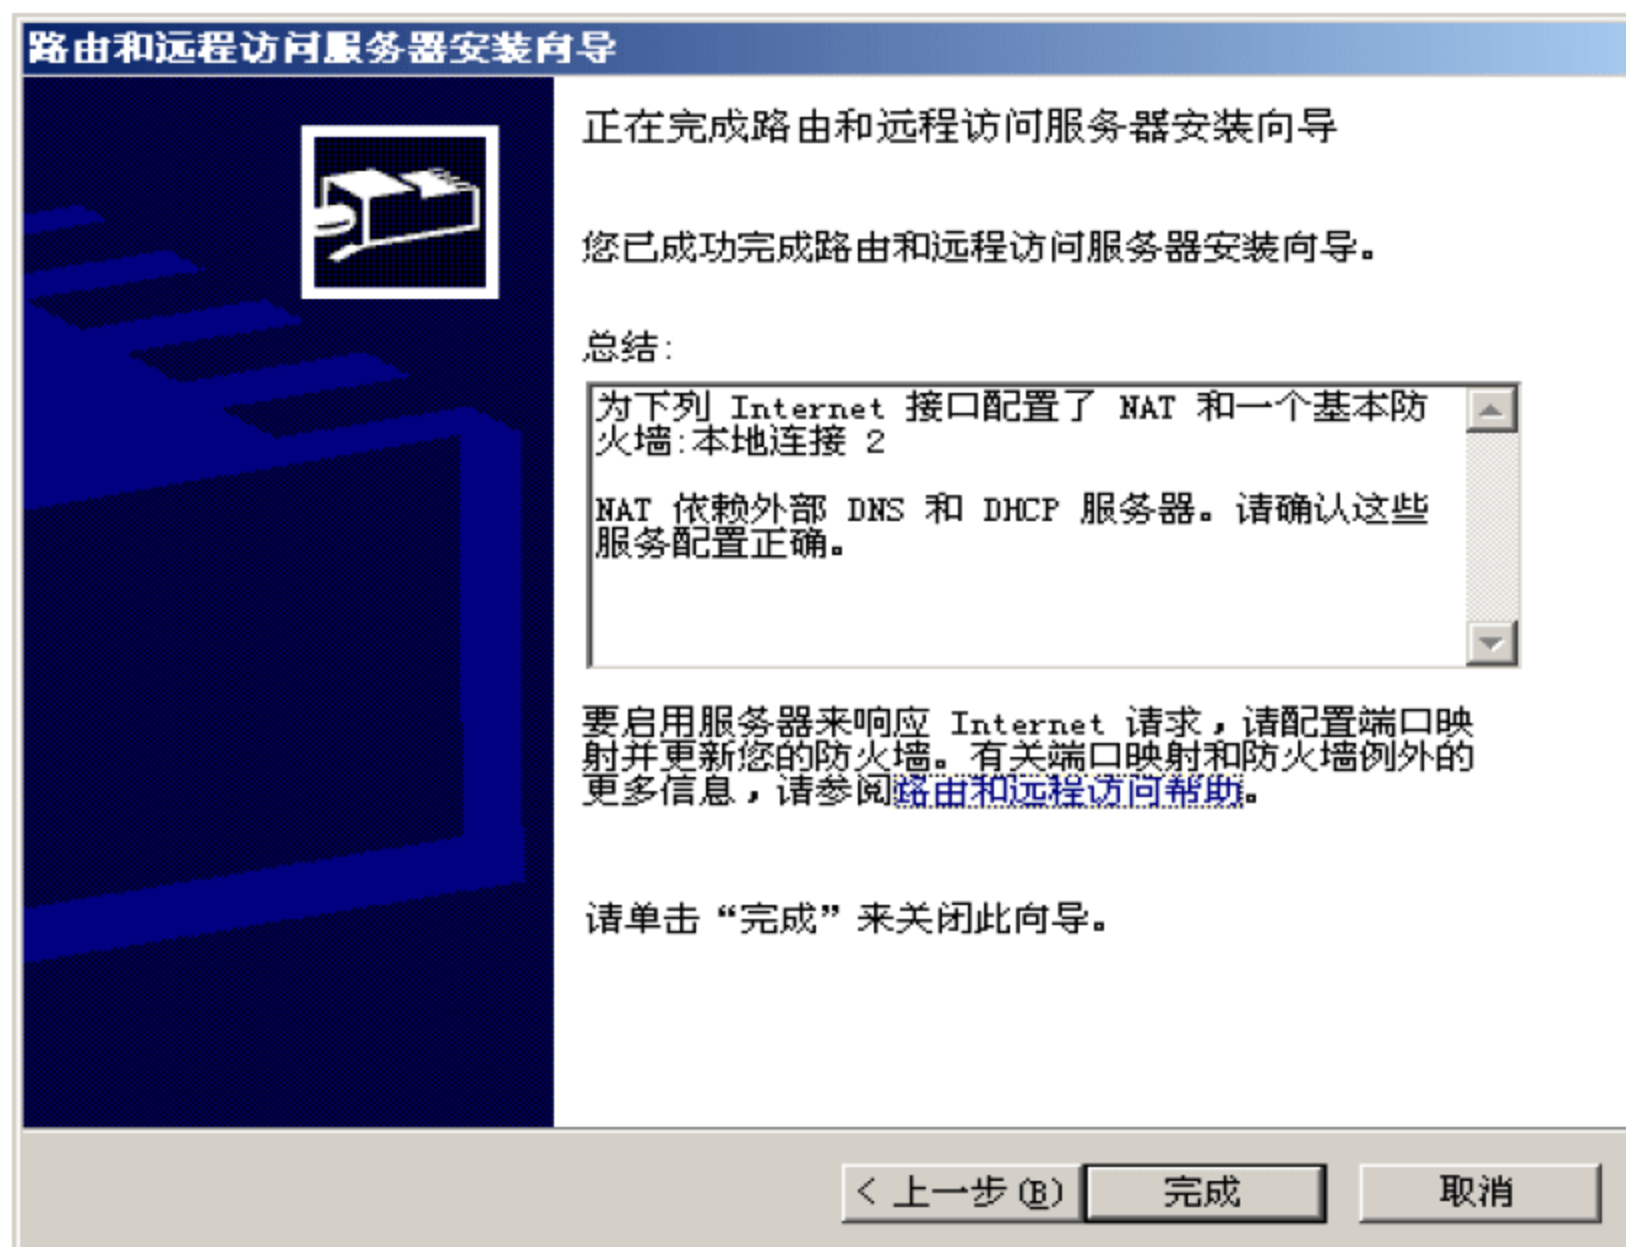 路由和远程访问服务器安装向导
正在完成路由和远程访问服务器安装向导
您已成功完成路由和远程访问服务器安装向导。
总结:
为下列 Internet 接口配置了 NAT 和一个基本防
火墙:本地连接 2
NAT 依赖外部 DNS 和 DHCP 服务器。请确认这些
服务配置正确。
要启用服务器来响应 Internet 请求，请配置端口映
射并更新您的防火墙。有关端口映射和防火墙例外的
更多信息，请参阅路由和远程访问帮助。
请单击“完成”来关闭此向导。
< 上一步(B) 完成 取消